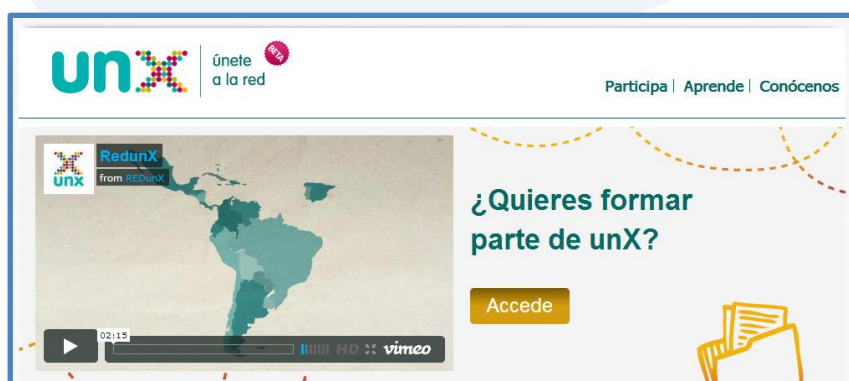 unx
únete
a la red
BETA
Participa | Aprende | Conócenos
unx
RedunX
from REDunX
¿Quieres formar
parte de unX?
Accede
02:15
HD
vimeo